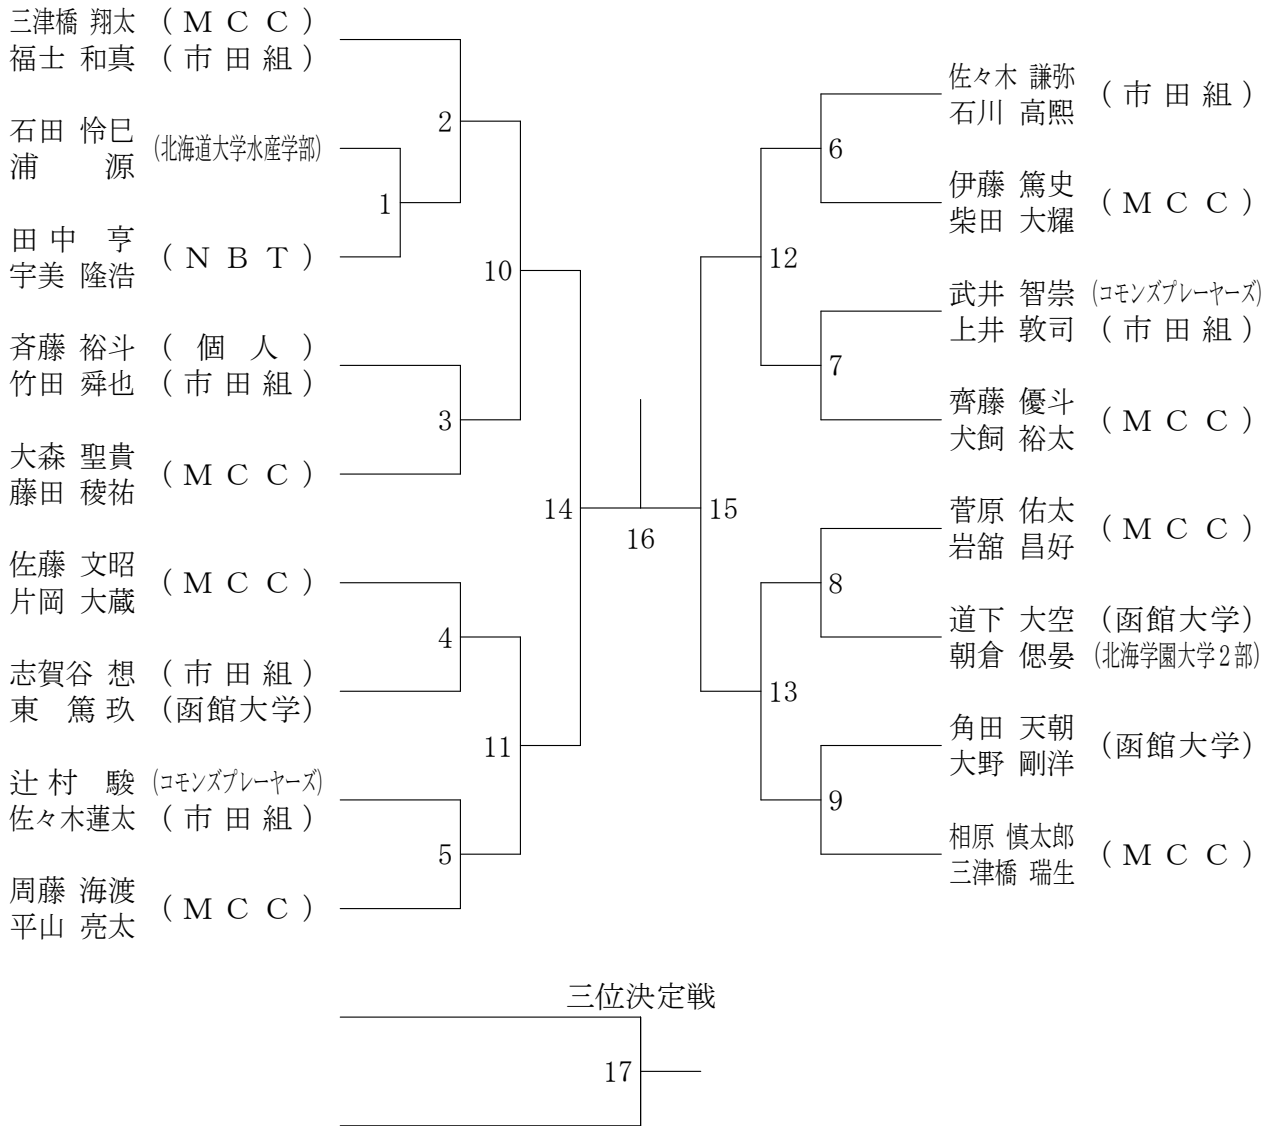 三津橋 翔太 (ＭＣＣ)
福士 和真 (市田組)
石田 怜巳
浦 源 (北海道大学水産学部)
田中 亨
宇美 隆浩 (ＮＢＴ)
斉藤 裕斗 (個人)
竹田 舜也 (市田組)
大森 聖貴
藤田 稜祐 (ＭＣＣ)
佐藤 文昭
片岡 大蔵 (ＭＣＣ)
志賀谷 想 (市田組)
東 篤玖 (函館大学)
辻村 駿 (コモンズプレーヤーズ)
佐々木蓮太 (市田組)
周藤 海渡
平山 亮太 (ＭＣＣ)
1
2
3
4
5
10
11
14
16
15
12
13
6
7
8
9
佐々木 謙弥
石川 高熙 (市田組)
伊藤 篤史
柴田 大耀 (ＭＣＣ)
武井 智崇 (コモンズプレーヤーズ)
上井 敦司 (市田組)
齊藤 優斗
犬飼 裕太 (ＭＣＣ)
菅原 佑太
岩舘 昌好 (ＭＣＣ)
道下 大空 (函館大学)
朝倉 偲晏 (北海学園大学２部)
角田 天朝
大野 剛洋 (函館大学)
相原 慎太郎
三津橋 瑞生 (ＭＣＣ)
三位決定戦
17